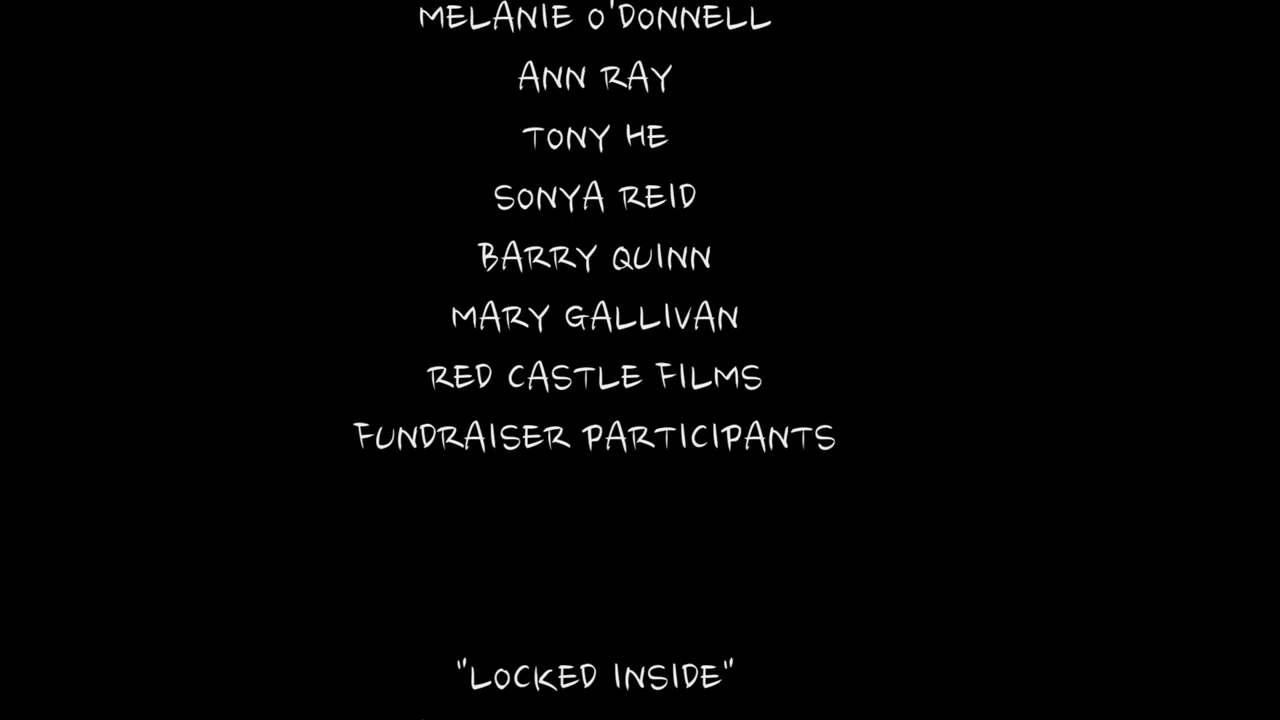 MELANIE O'DONNELL
ANN RAY
TONY HE
SONYA REID
BARRY QUINN
MARY GALLIVAN
RED CASTLE FILMS
FUNDRAISER PARTICIPANTS
"LOCKED INSIDE"